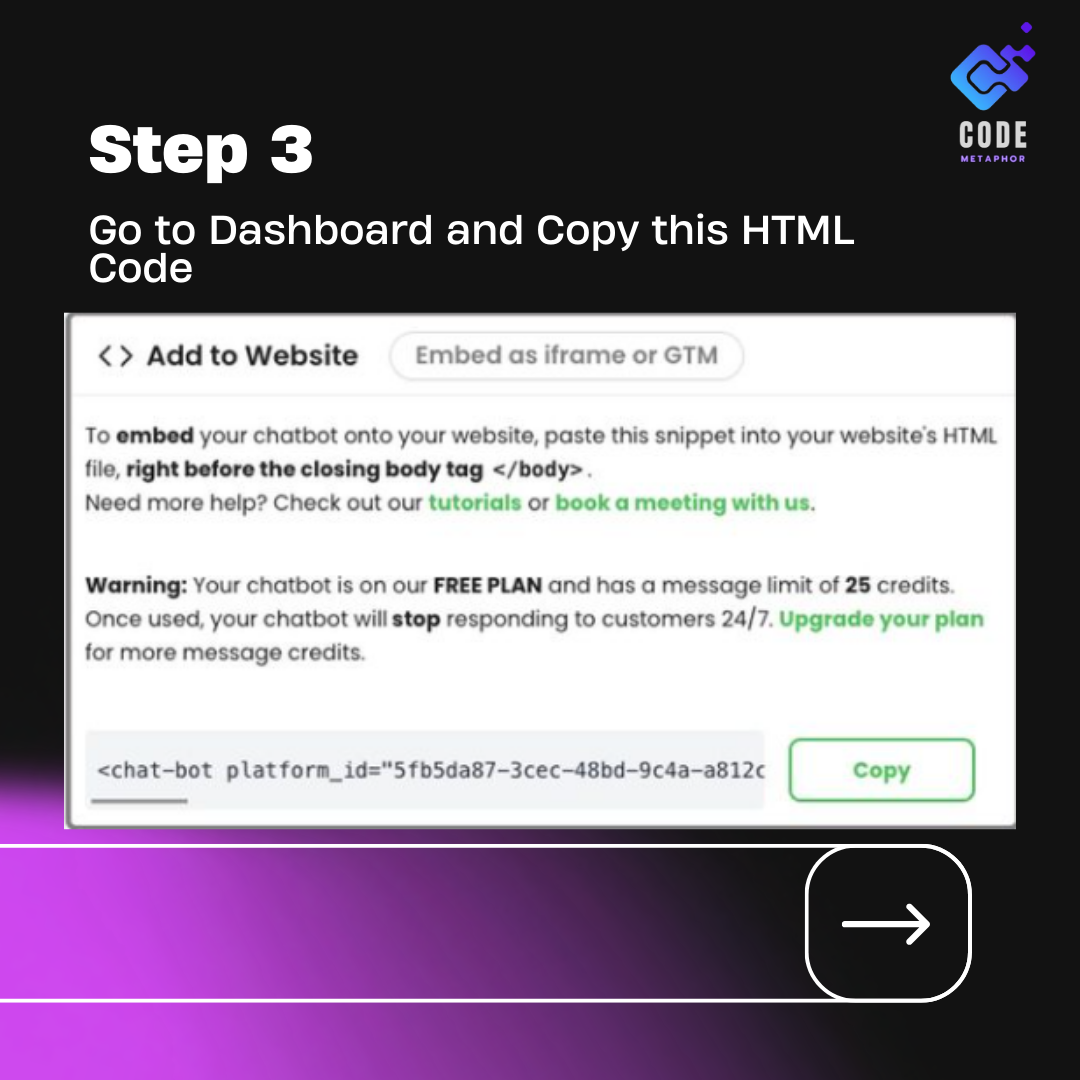 CODE
METAPHOR
Step 3
Go to Dashboard and Copy this HTML
Code
<> Add to Website
Embed as iframe or GTM
To embed your chatbot onto your website, paste this snippet into your website's HTML
file, right before the closing body tag </body>.
Need more help? Check out our tutorials or book a meeting with us.
Warning: Your chatbot is on our FREE PLAN and has a message limit of 25 credits.
Once used, your chatbot will stop responding to customers 24/7. Upgrade your plan
for more message credits.
<chat-bot platform_id="5fb5da87-3cec-48bd-9c4a-a812c
Copy